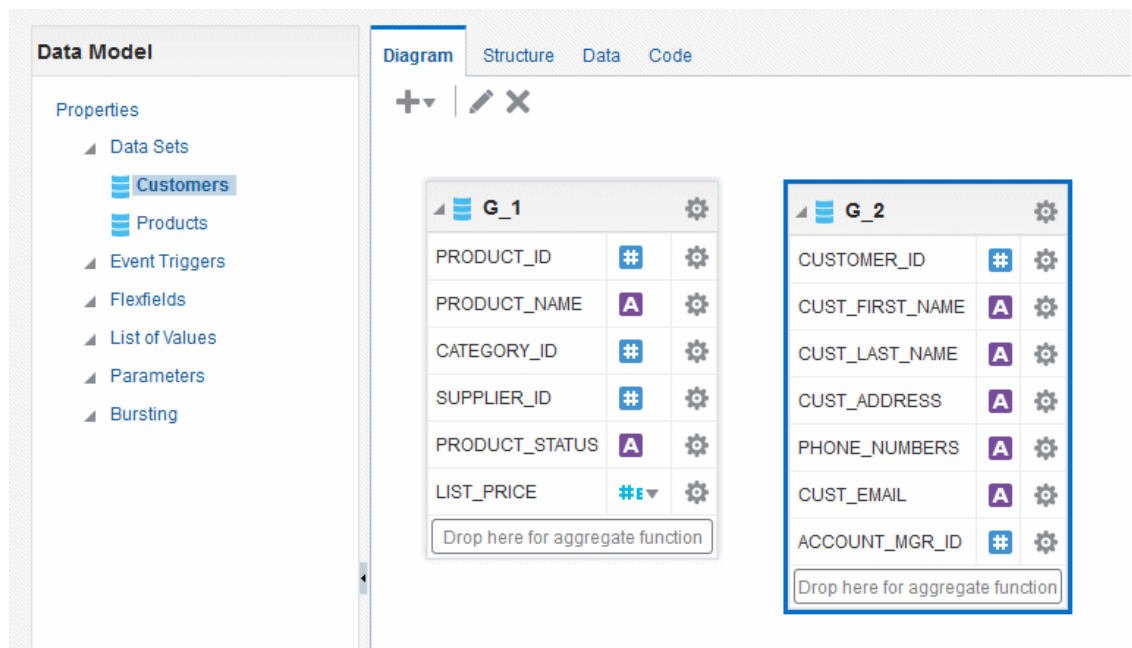 Data Model
Properties
Data Sets
Customers
Products
Event Triggers
Flexfields
List of Values
Parameters
Bursting
Diagram Structure Data Code
G_1
PRODUCT_ID #
PRODUCT_NAME A
CATEGORY_ID #
SUPPLIER_ID #
PRODUCT_STATUS A
LIST_PRICE #E
Drop here for aggregate function
G_2
CUSTOMER_ID #
CUST_FIRST_NAME A
CUST_LAST_NAME A
CUST_ADDRESS A
PHONE_NUMBERS A
CUST_EMAIL A
ACCOUNT_MGR_ID #
Drop here for aggregate function